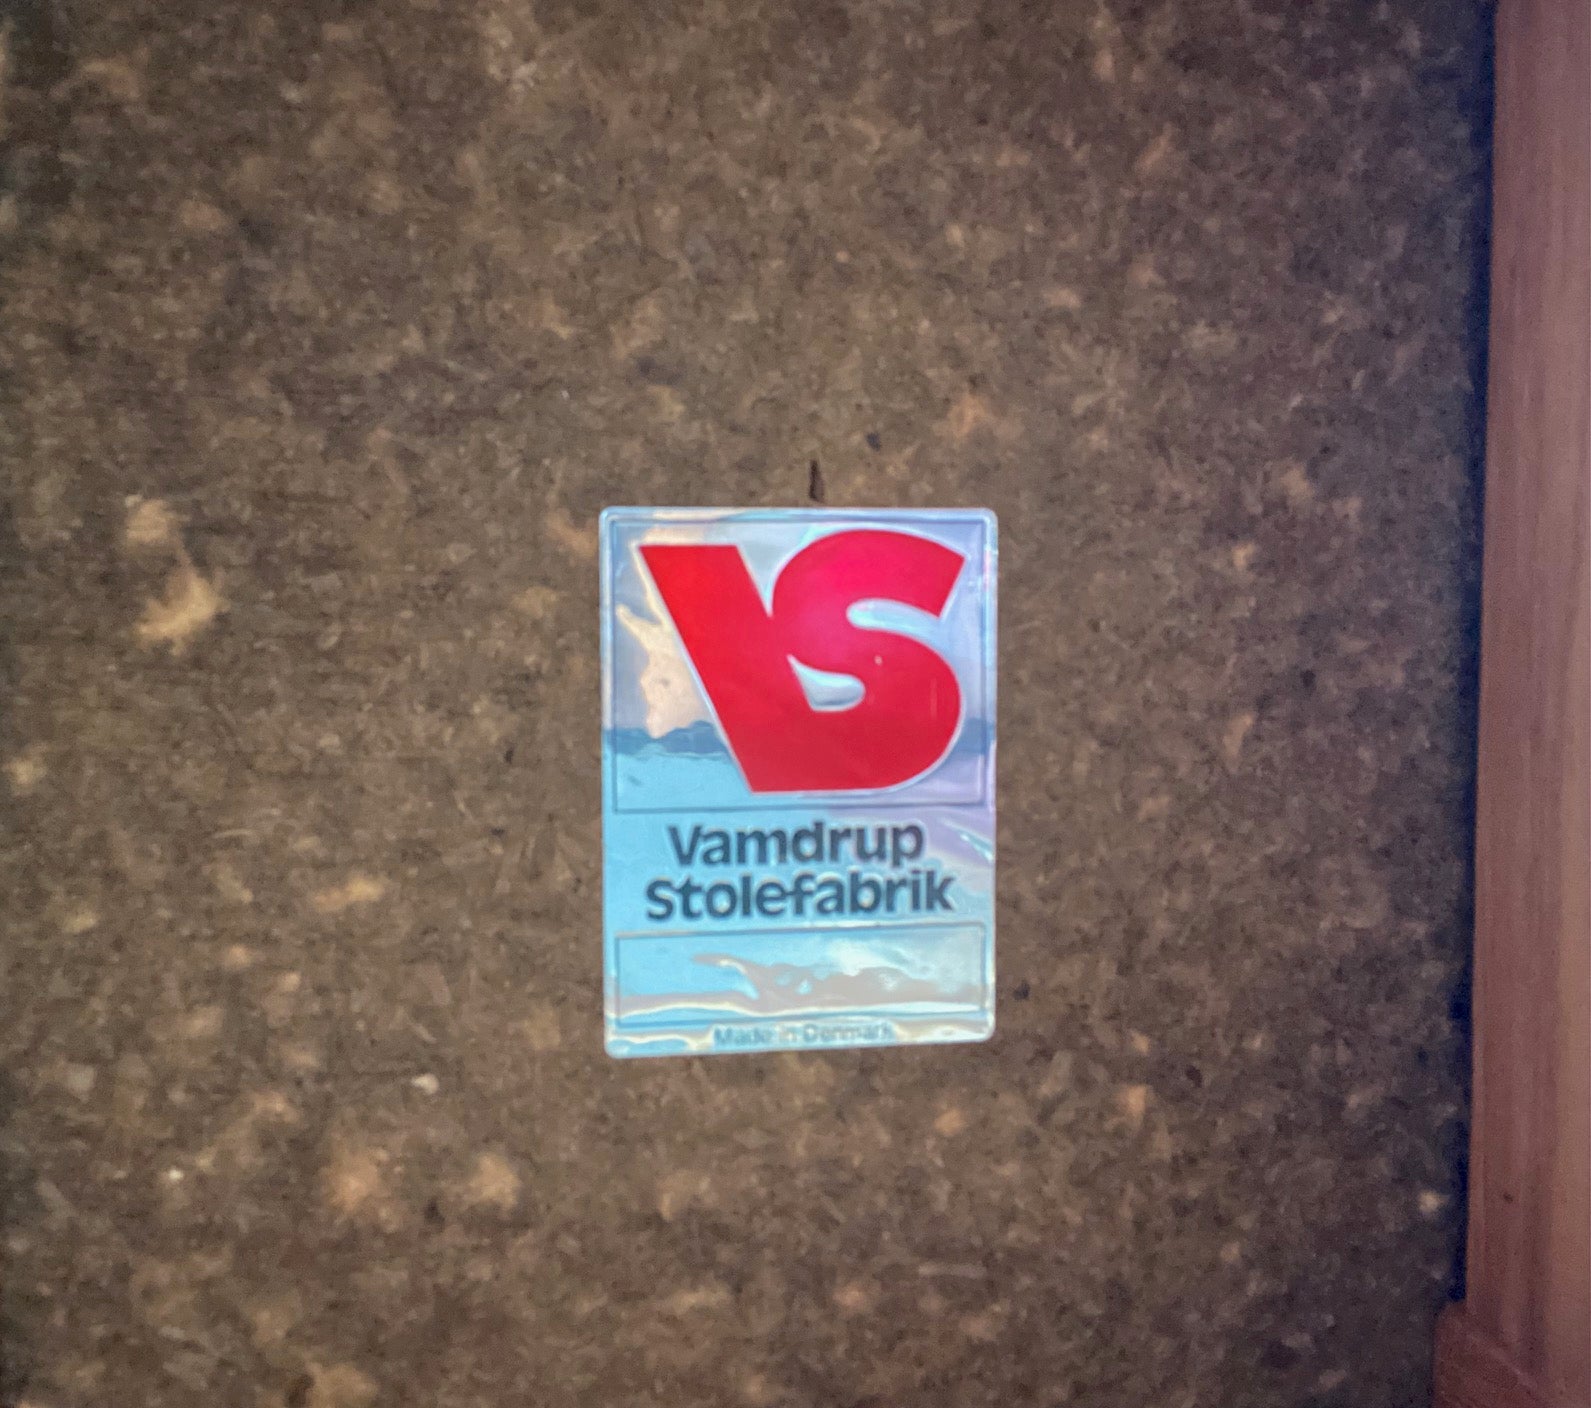 VS
Vamdrup
Stolefabrik
Made in Denmark